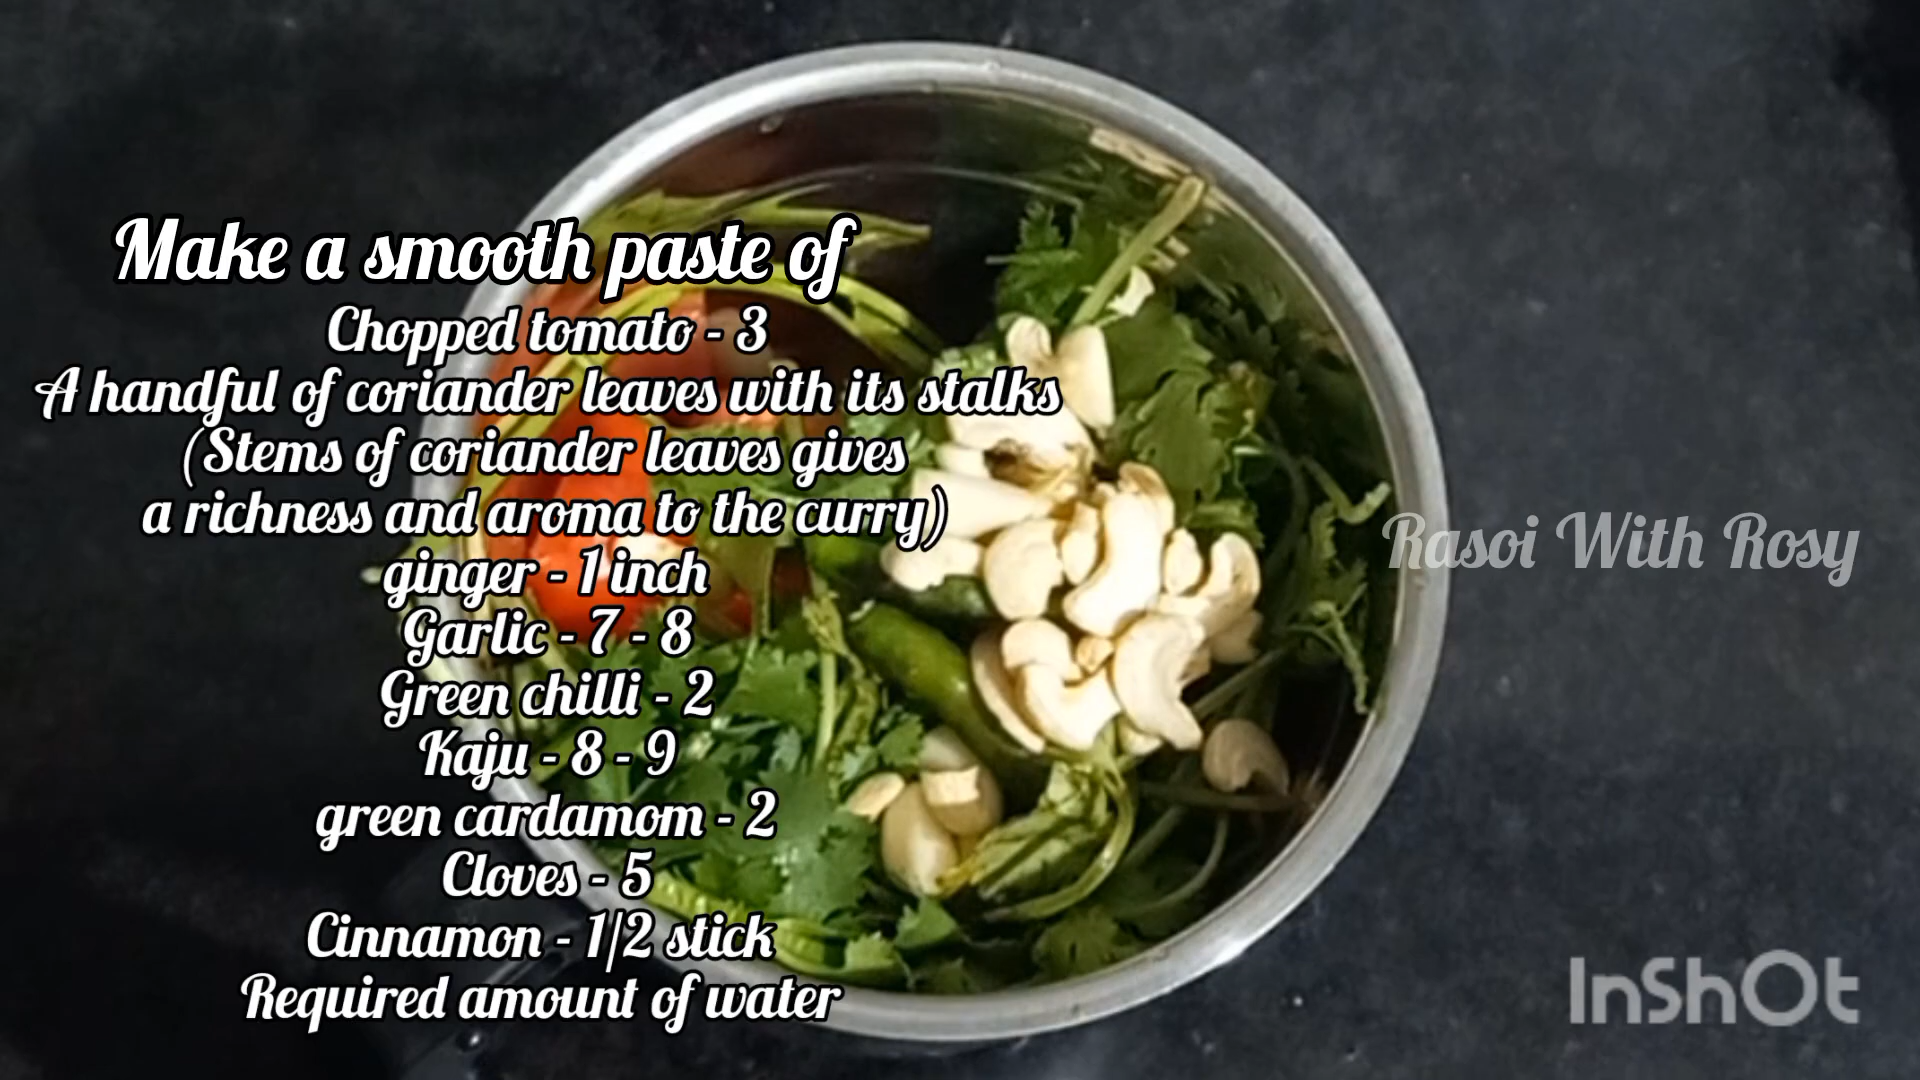 Make a smooth paste of
Chopped tomato - 3
A handful of coriander leaves with its stalks
(Stems of coriander leaves gives
a richness and aroma to the curry)
ginger - 1 inch
Garlic - 7 - 8
Green chilli - 2
Kaju - 8 - 9
green cardamom - 2
Cloves - 5
Cinnamon - 1/2 stick
Required amount of water
Rasoi With Rosy
InShOt